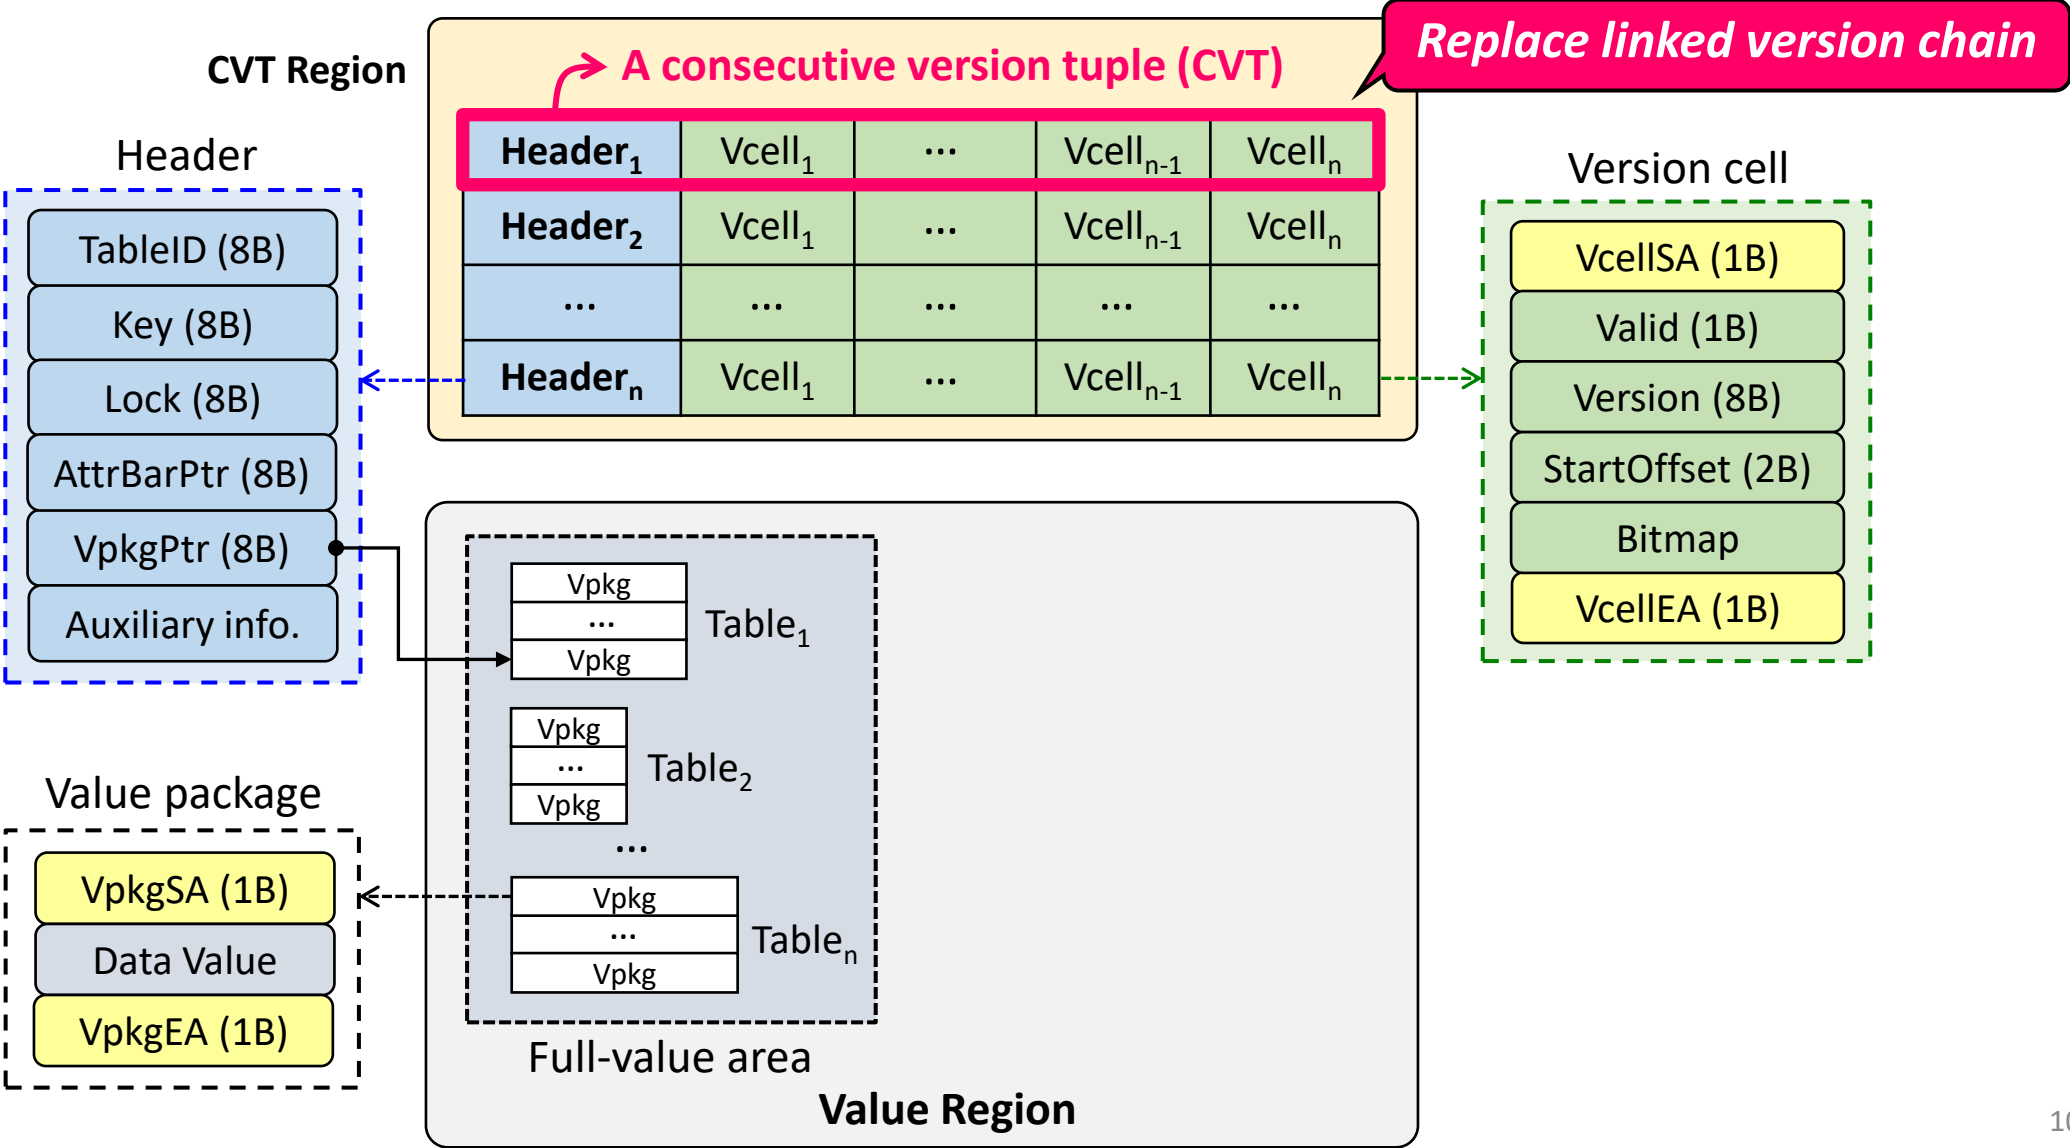 Replace linked version chain
CVT Region
A consecutive version tuple (CVT)
Header₁ Vcell₁ ... Vcellₙ₋₁ Vcellₙ
Header₂ Vcell₁ ... Vcellₙ₋₁ Vcellₙ
... ... ... ... ...
Headerₙ Vcell₁ ... Vcellₙ₋₁ Vcellₙ
Header
TableID (8B)
Key (8B)
Lock (8B)
AttrBarPtr (8B)
VpkgPtr (8B)
Auxiliary info.
Version cell
VcellSA (1B)
Valid (1B)
Version (8B)
StartOffset (2B)
Bitmap
VcellEA (1B)
Vpkg
...
Vpkg
Table₁
Vpkg
...
Vpkg
Table₂
...
Vpkg
...
Vpkg
Tableₙ
Full-value area
Value Region
Value package
VpkgSA (1B)
Data Value
VpkgEA (1B)